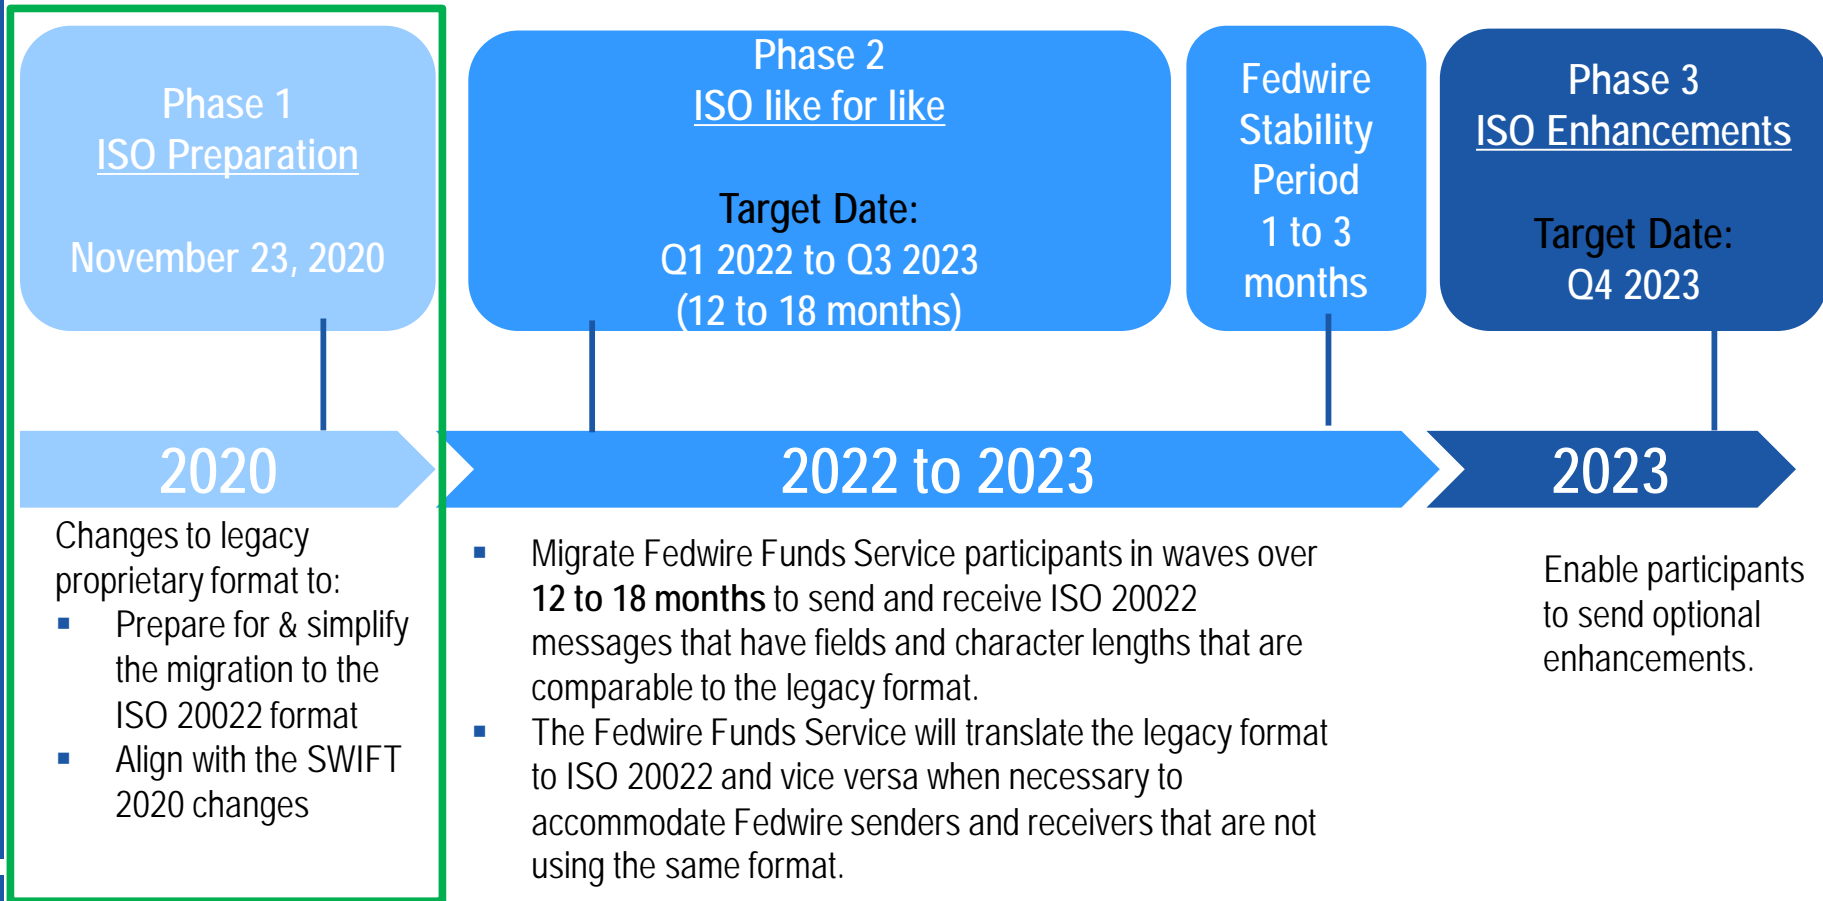 Phase 1
ISO Preparation
November 23, 2020
Phase 2
ISO like for like
Target Date:
Q1 2022 to Q3 2023
(12 to 18 months)
Fedwire
Stability
Period
1 to 3
months
Phase 3
ISO Enhancements
Target Date:
Q4 2023
2020
2022 to 2023
2023
Changes to legacy
proprietary format to:
▪ Prepare for & simplify
the migration to the
ISO 20022 format
▪ Align with the SWIFT
2020 changes
▪ Migrate Fedwire Funds Service participants in waves over
12 to 18 months to send and receive ISO 20022
messages that have fields and character lengths that are
comparable to the legacy format.
▪ The Fedwire Funds Service will translate the legacy format
to ISO 20022 and vice versa when necessary to
accommodate Fedwire senders and receivers that are not
using the same format.
Enable participants
to send optional
enhancements.